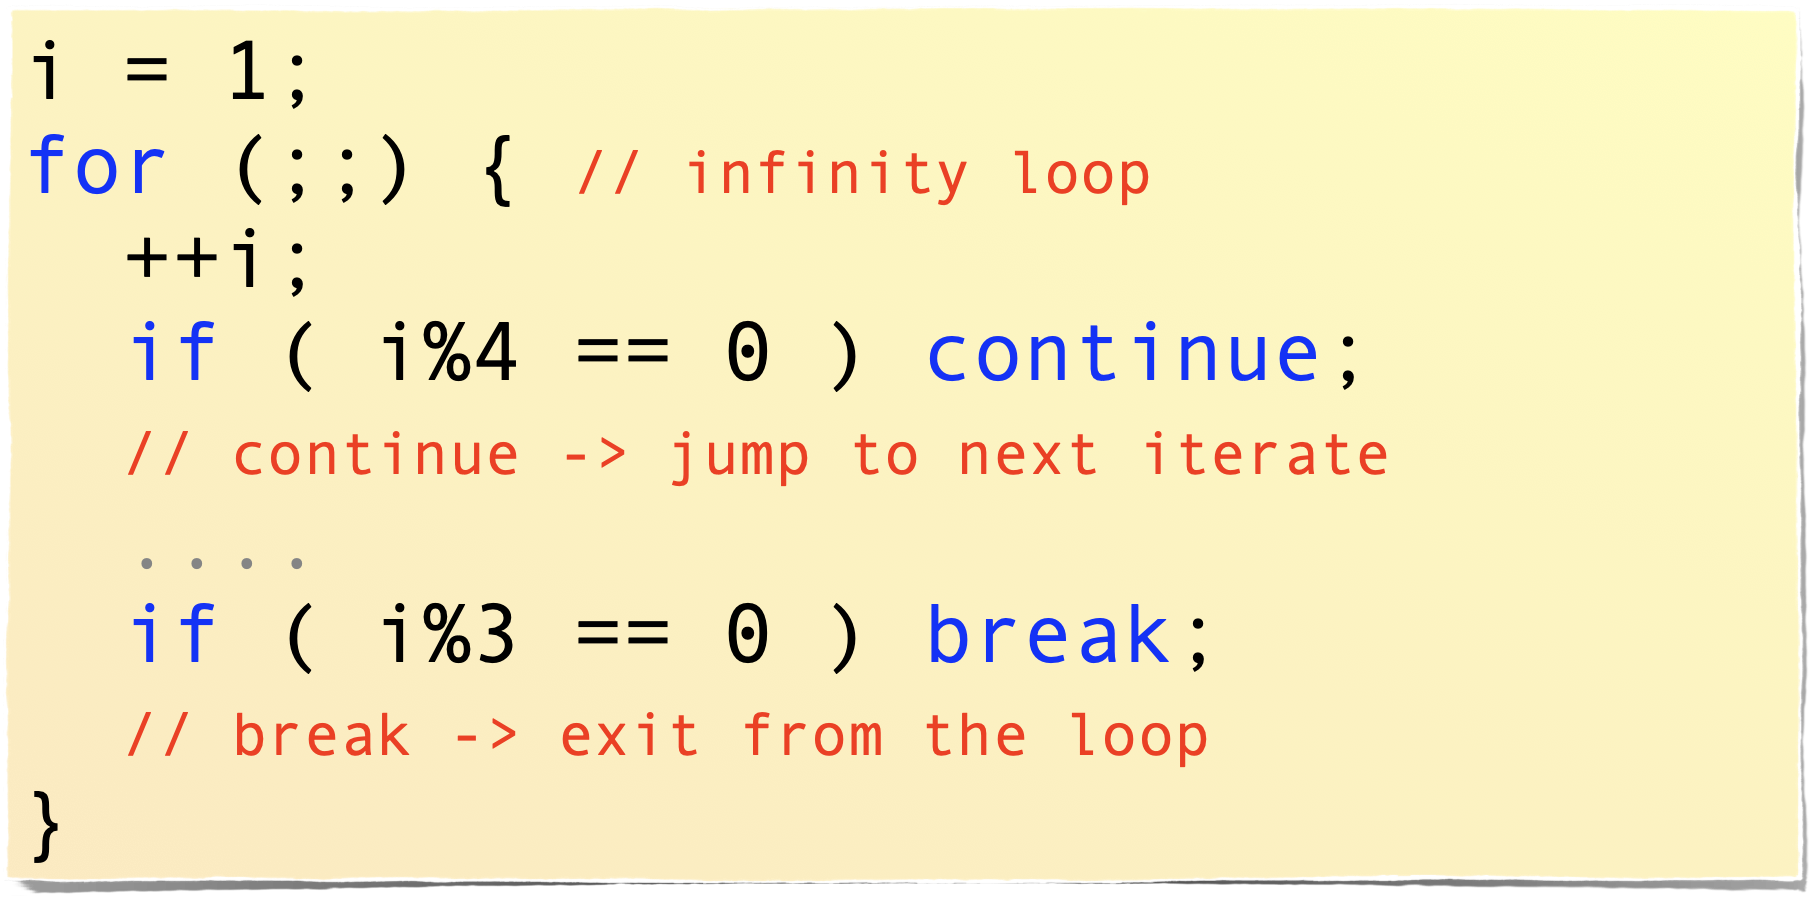 i = 1;
for (;;) { // infinity loop
++i;
if ( i%4 == 0 ) continue;
// continue -> jump to next iterate
....
if ( i%3 == 0 ) break;
// break -> exit from the loop
}